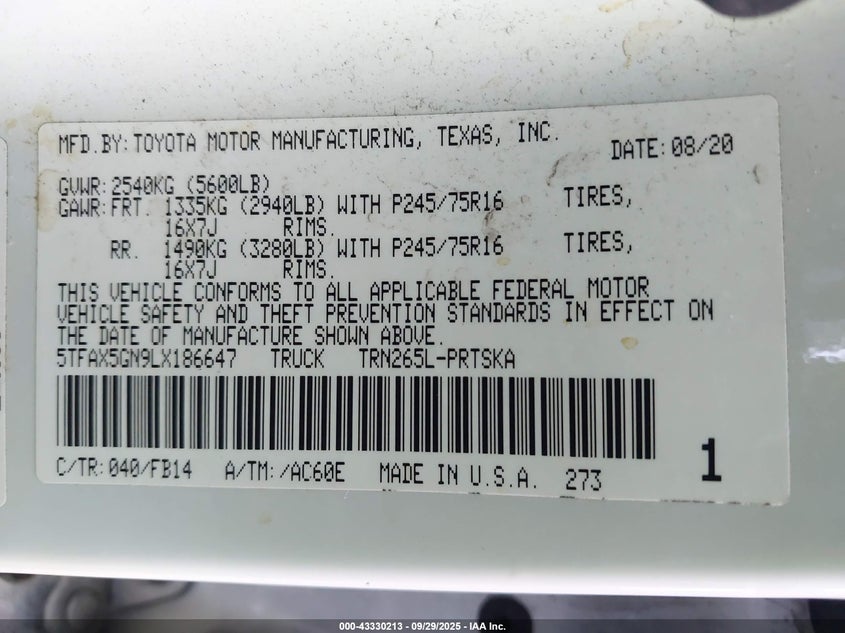 MFD.BY: TOYOTA MOTOR MANUFACTURING, TEXAS, INC. DATE: 08/20
GVWR: 2540KG (5600LB)
GAWR: FRT. 1335KG (2940LB) WITH P245/75R16 TIRES,
16X7J RIMS.
RR. 1490KG (3280LB) WITH P245/75R16 TIRES,
16X7J RIMS.
THIS VEHICLE CONFORMS TO ALL APPLICABLE FEDERAL MOTOR
VEHICLE SAFETY AND THEFT PREVENTION STANDARDS IN EFFECT ON
THE DATE OF MANUFACTURE SHOWN ABOVE.
5TFAX5GN9LX186647 TRUCK TRN265L-PRTSKA
C/TR: 040/FB14 A/TM: /AC60E MADE IN U.S.A. 273 1
000-43330213 - 09/29/2025 - IAA Inc.